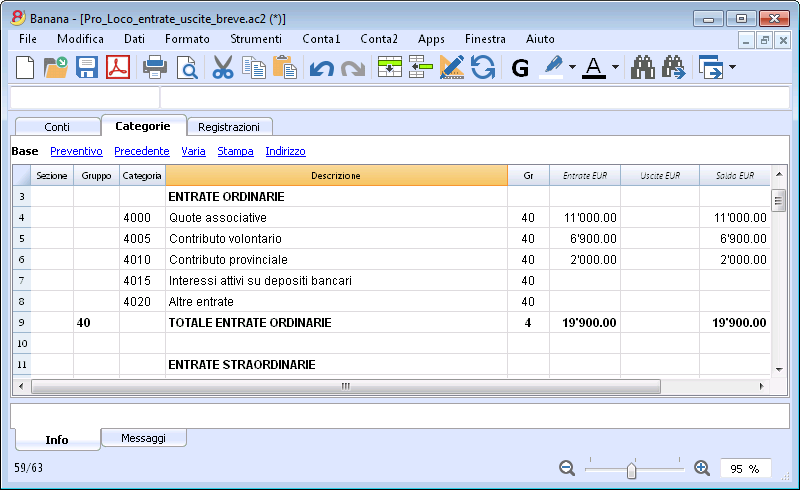 Banana - [Pro_Loco_entrate_uscite_breve.ac2 (*)]
File Modifica Dati Formato Strumenti Conta1 Conta2 Apps Finestra Aiuto
G A
Conti Categorie Registrazioni
Base Preventivo Precedente Varia Stampa Indirizzo
Sezione Gruppo Categoria Descrizione Gr Entrate EUR Uscite EUR Saldo EUR
3 ENTRATE ORDINARIE
4 4000 Quote associative 40 11'000.00 11'000.00
5 4005 Contributo volontario 40 6'900.00 6'900.00
6 4010 Contributo provinciale 40 2'000.00 2'000.00
7 4015 Interessi attivi su depositi bancari 40
8 4020 Altre entrate 40
9 40 TOTALE ENTRATE ORDINARIE 4 19'900.00 19'900.00
10
11 ENTRATE STRAORDINARIE
Info Messaggi
59/63 95 %